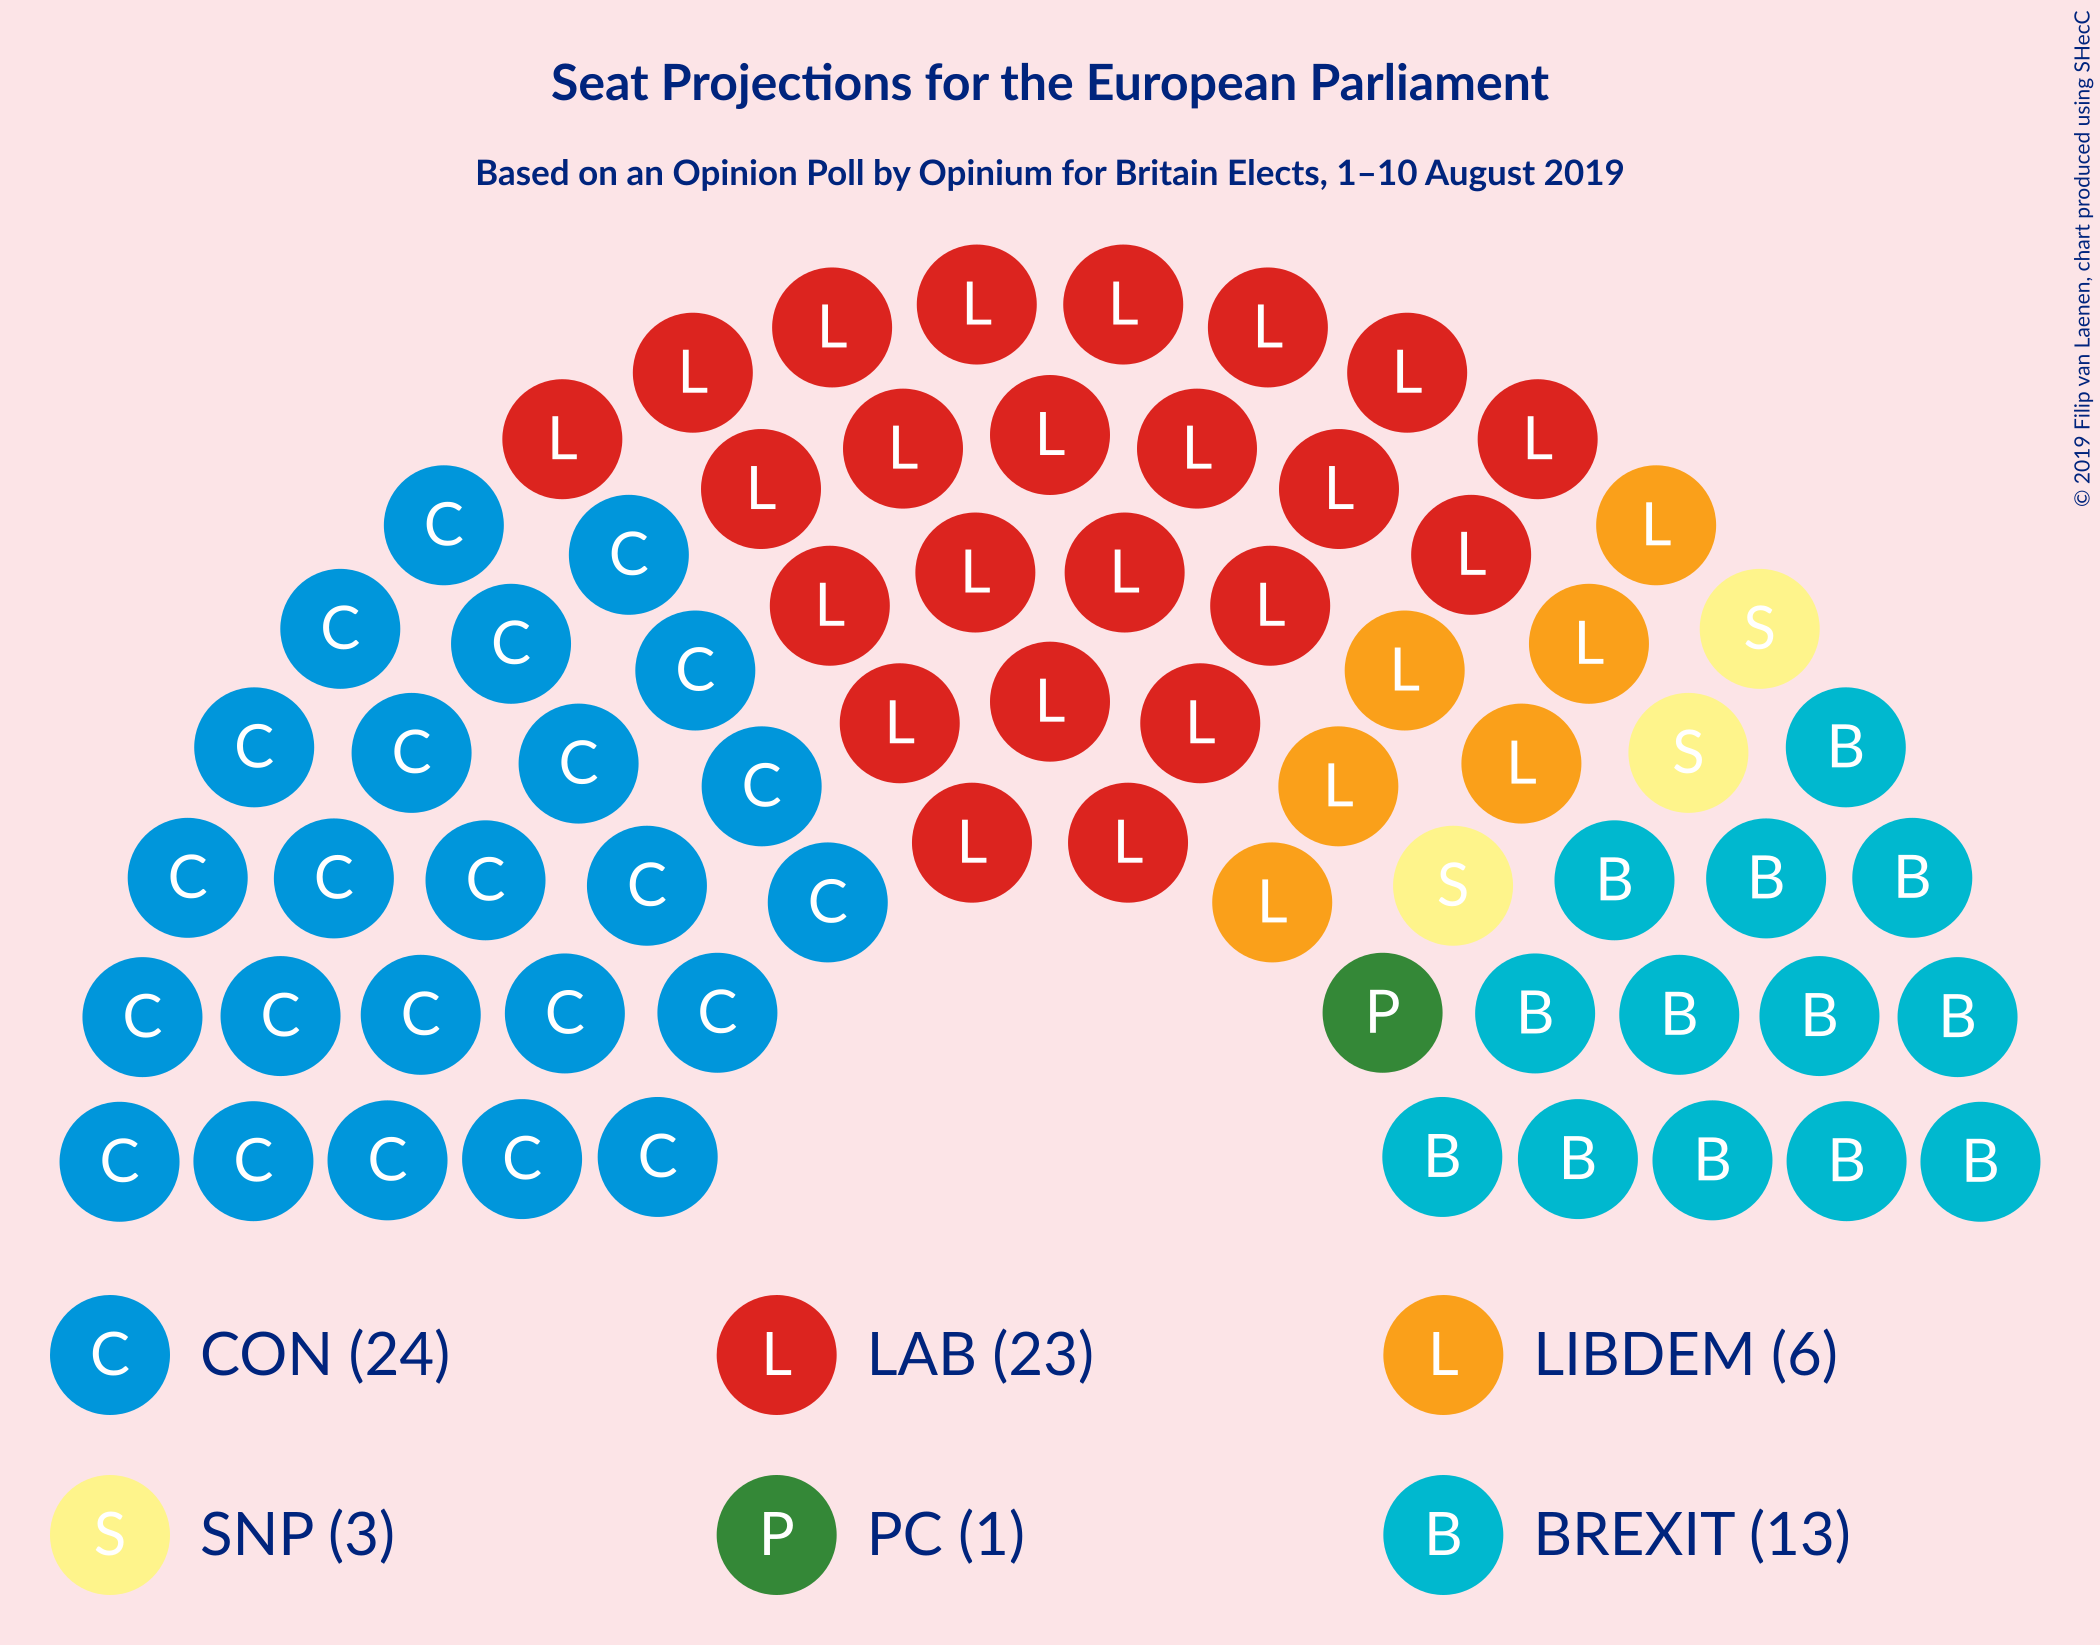 Seat Projections for the European Parliament
Based on an Opinion Poll by Opinium for Britain Elects, 1–10 August 2019
© 2019 Filip van Laenen, chart produced using SHecC
L L
L L
L L
L
L L L
L L
L L
C L
C C L
L L
L L
C S
C L
C L
L L
L
C B
C S
C L
C L
L L
C B
C B
C B
C S
C L
C P
C B
C B
C B
C B
C B
C B
C B
C B
C B
C CON (24)
L LAB (23)
L LIBDEM (6)
S SNP (3)
P PC (1)
B BREXIT (13)